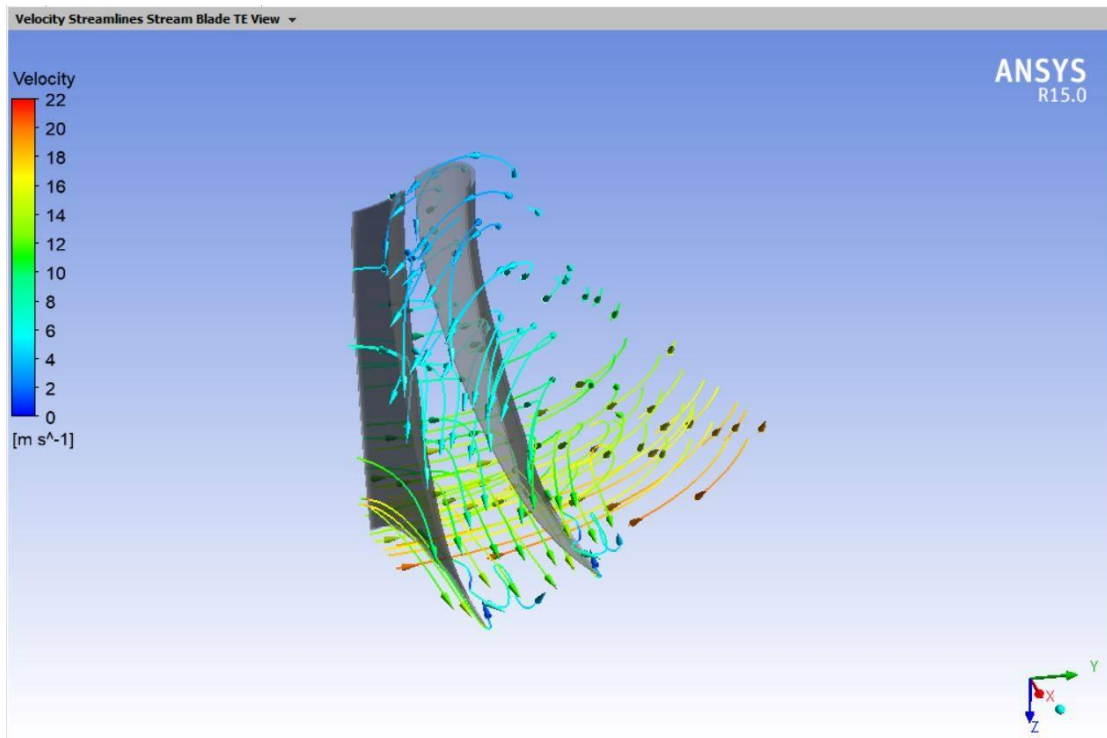 Velocity Streamlines Stream Blade TE View
ANSYS
R15.0
Velocity
22
20
18
16
14
12
10
8
6
4
2
0
[m s^-1]
Y
X
Z